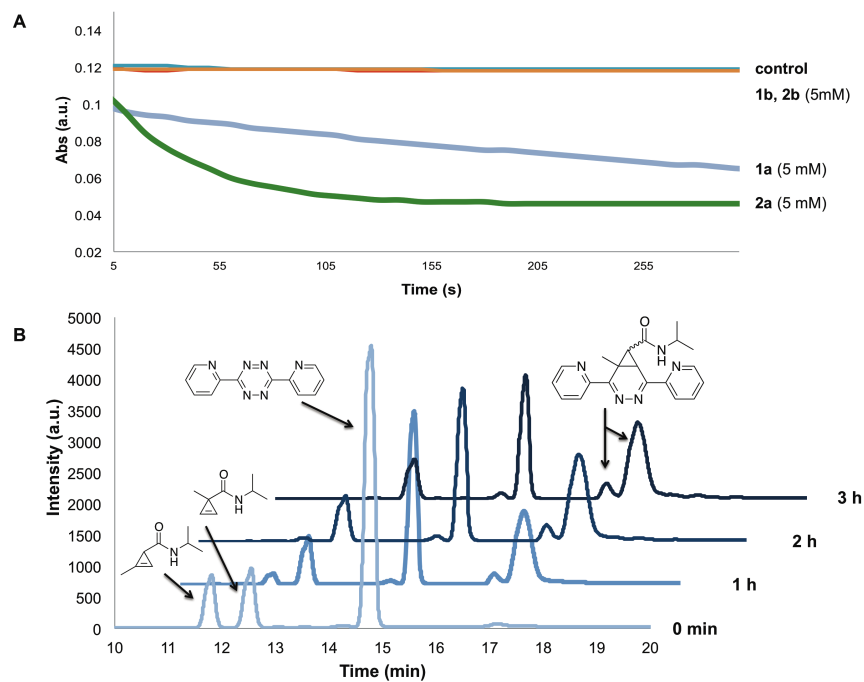 A
Abs (a.u.)
0.14
0.12
0.1
0.08
0.06
0.04
0.02
5 55 105 155 205 255
Time (s)
control
1b, 2b (5mM)
1a (5 mM)
2a (5 mM)
B
Intensity (a.u.)
5000
4500
4000
3500
3000
2500
2000
1500
1000
500
0
10 11 12 13 14 15 16 17 18 19 20
Time (min)
N N N N
N N
O
N
H
N N
N N
O
N
H
O
N
H
3 h
2 h
1 h
0 min